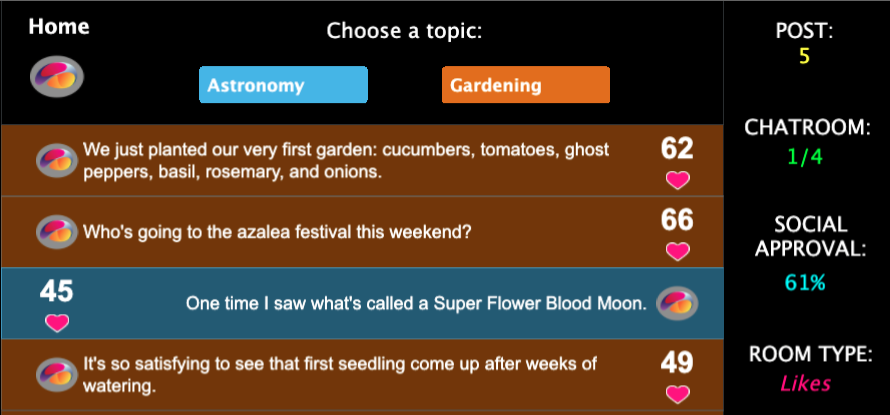 Home
Choose a topic:
Astronomy
Gardening
We just planted our very first garden: cucumbers, tomatoes, ghost
peppers, basil, rosemary, and onions.
62
Who's going to the azalea festival this weekend?
66
45
One time I saw what's called a Super Flower Blood Moon.
It's so satisfying to see that first seedling come up after weeks of
watering.
49
POST:
5
CHATROOM:
1/4
SOCIAL
APPROVAL:
61%
ROOM TYPE:
Likes